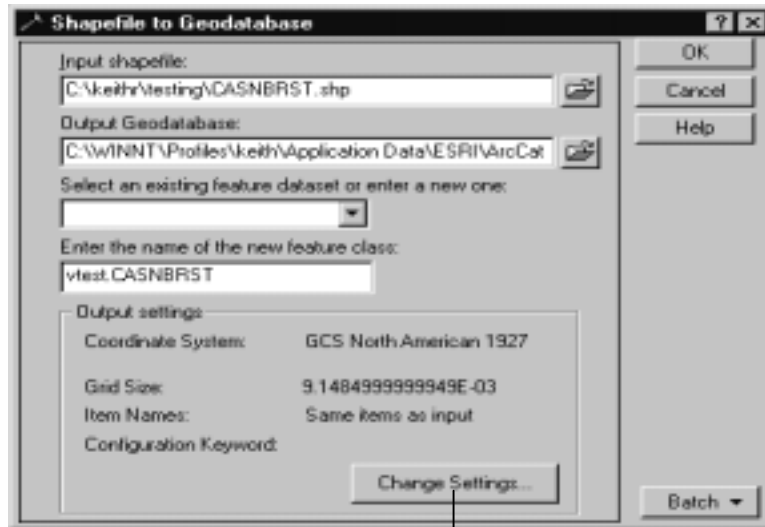 Shapefile to Geodatabase
Input shapefile:
C:\keithr\testing\CASNBRST.shp
Output Geodatabase:
C:\WINNT\Profiles\keith\Application Data\ESRI\ArcCat
Select an existing feature dataset or enter a new one:
Enter the name of the new feature class:
vtest.CASNBRST
Output settings
Coordinate System: GCS North American 1927
Grid Size: 9.1484999999949E-03
Item Names: Same items as input
Configuration Keyword:
Change Settings...
OK
Cancel
Help
Batch